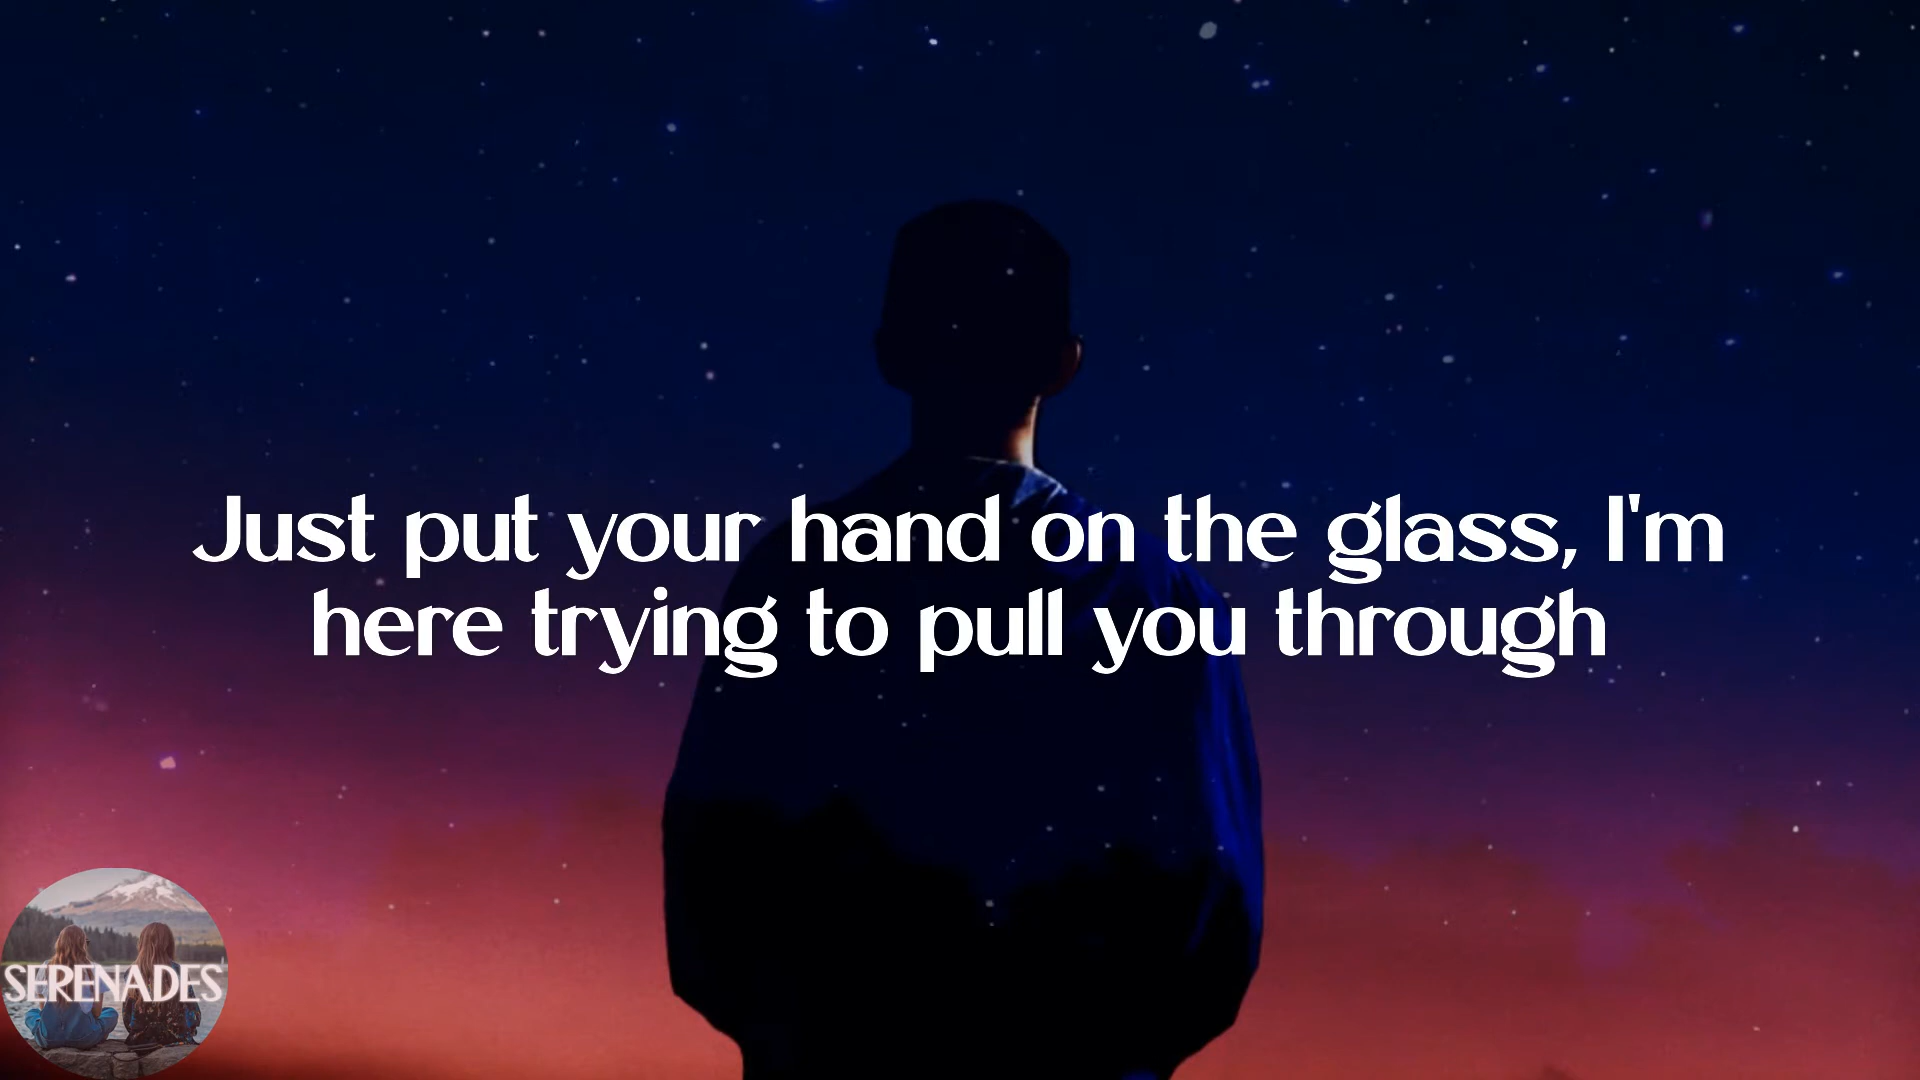 Just put your hand on the glass, I'm
here trying to pull you through
SERENADES